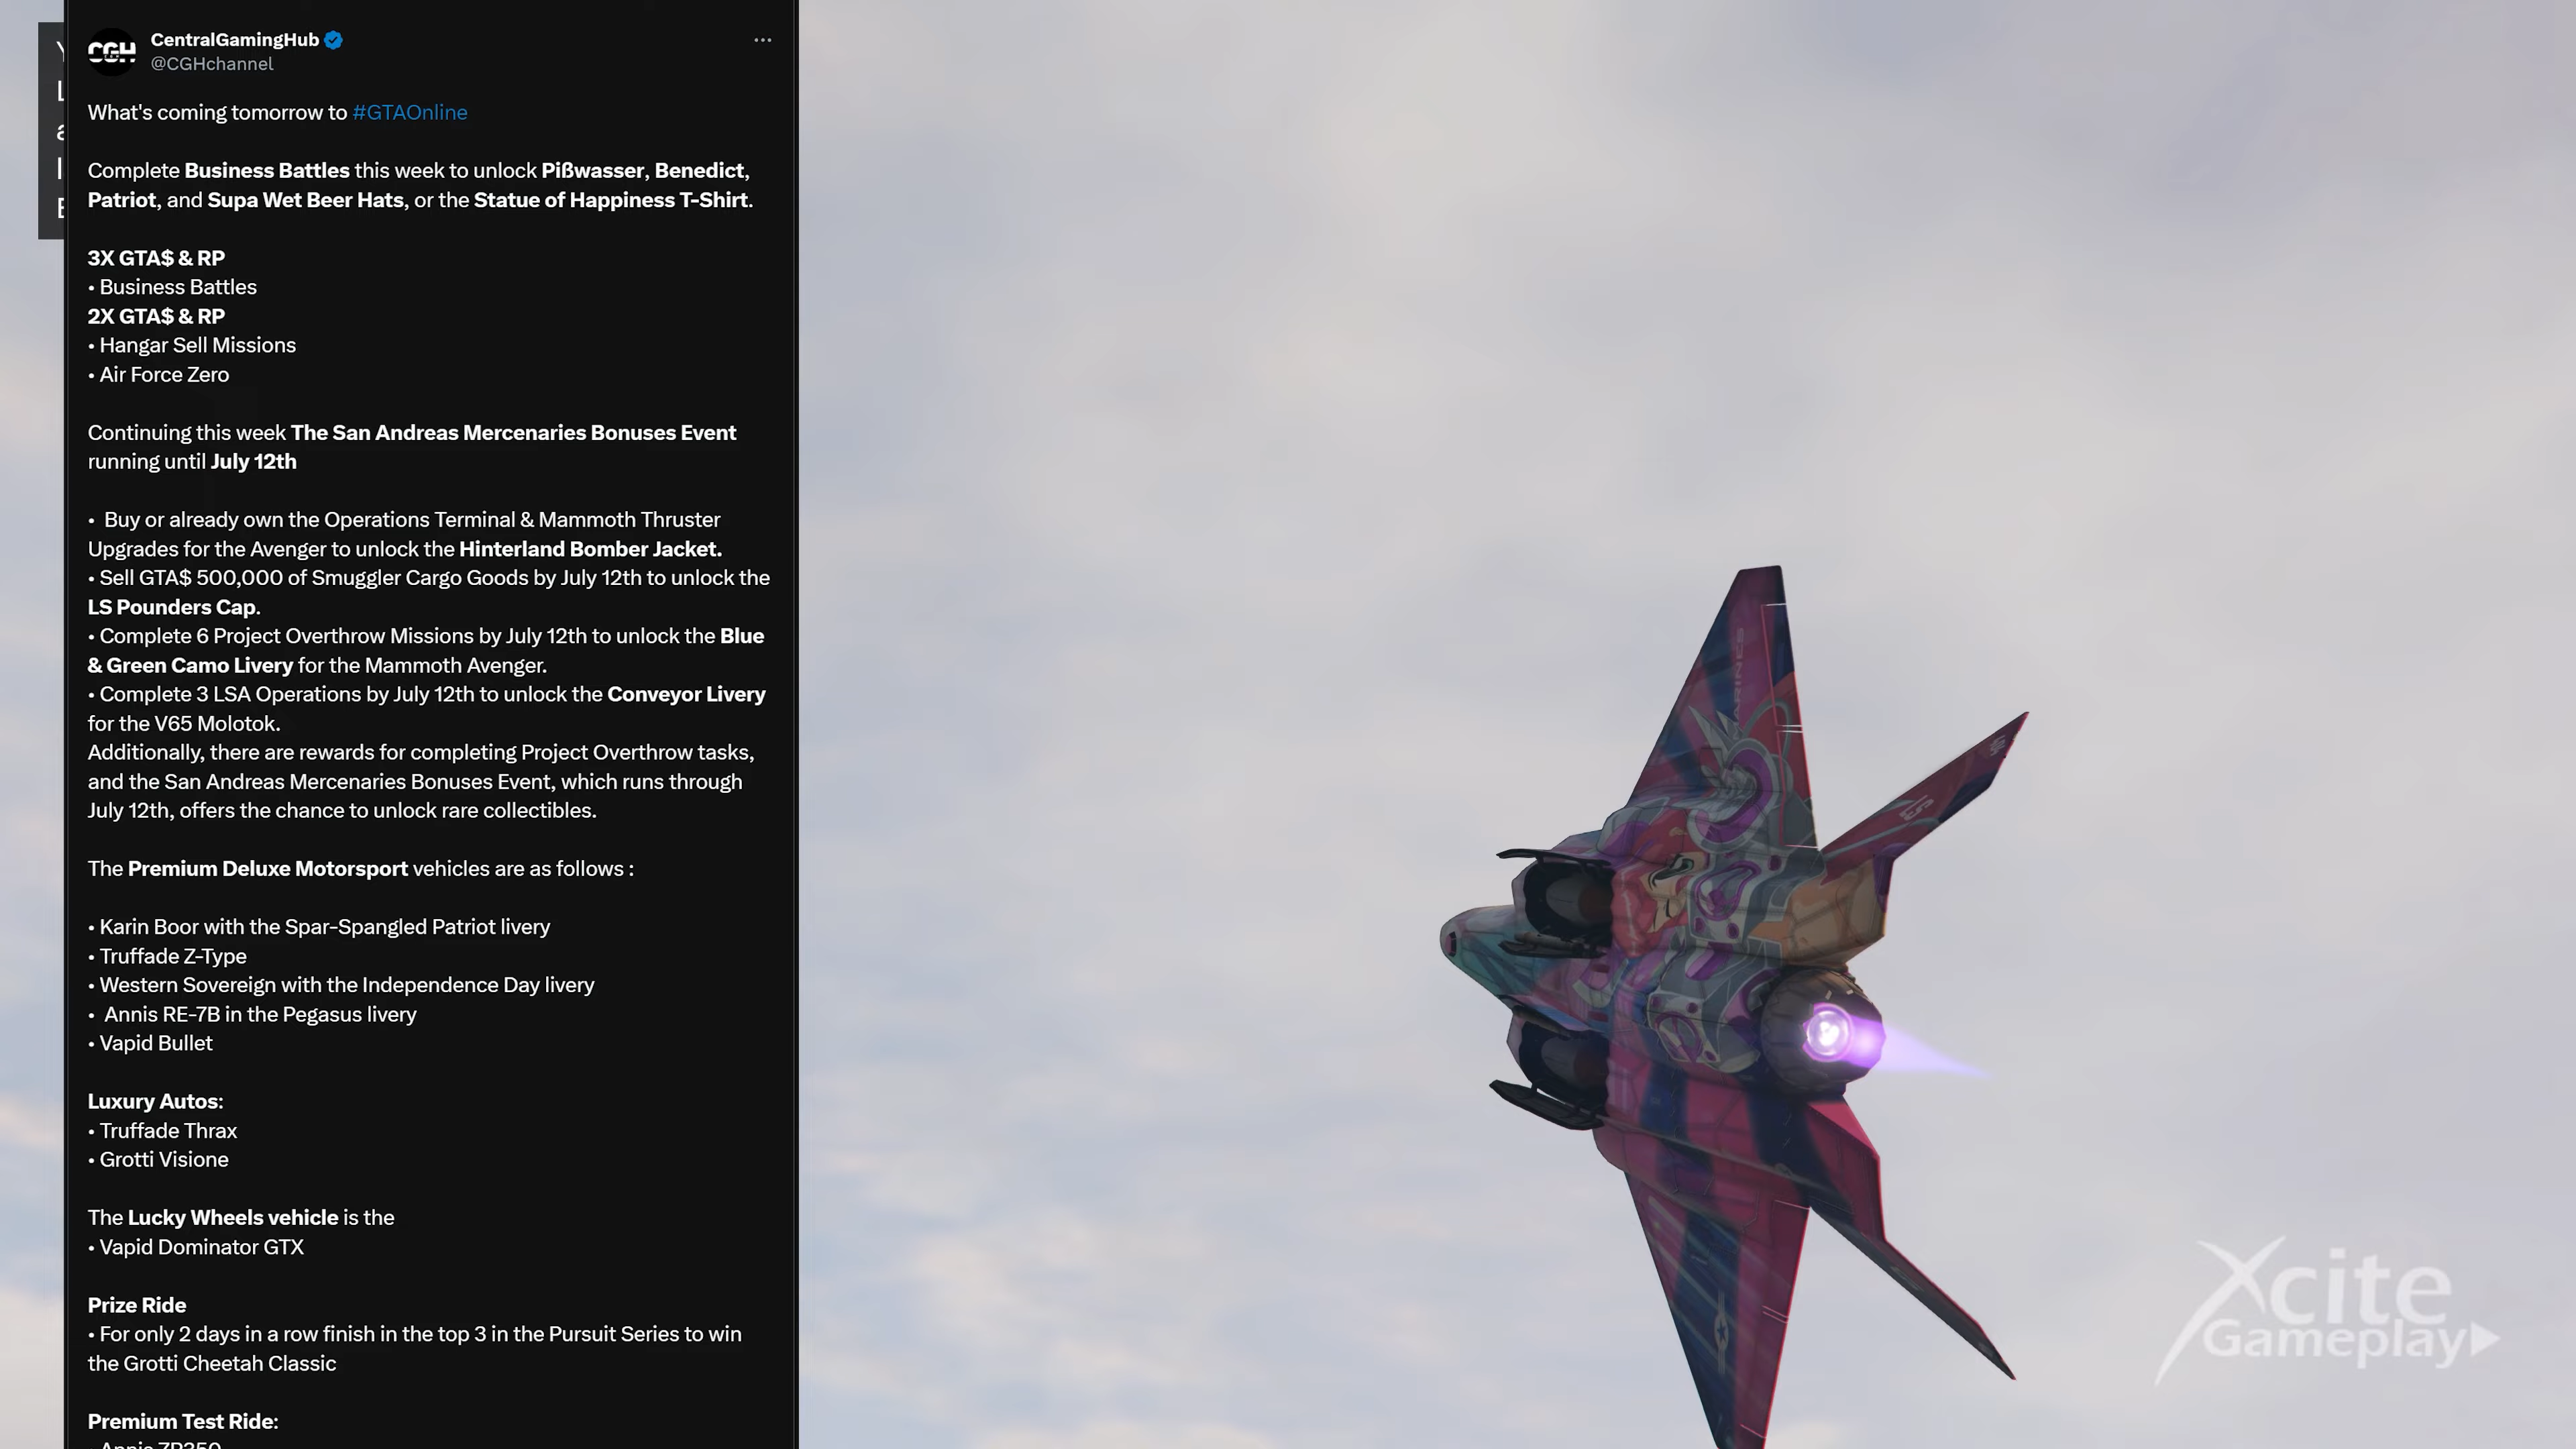 CGH
CentralGamingHub
@CGHchannel
What's coming tomorrow to #GTAOnline
Complete Business Battles this week to unlock Pißwasser, Benedict,
Patriot, and Supa Wet Beer Hats, or the Statue of Happiness T-Shirt.
3X GTA$ & RP
• Business Battles
2X GTA$ & RP
• Hangar Sell Missions
• Air Force Zero
Continuing this week The San Andreas Mercenaries Bonuses Event
running until July 12th
• Buy or already own the Operations Terminal & Mammoth Thruster
Upgrades for the Avenger to unlock the Hinterland Bomber Jacket.
• Sell GTA$ 500,000 of Smuggler Cargo Goods by July 12th to unlock the
LS Pounders Cap.
• Complete 6 Project Overthrow Missions by July 12th to unlock the Blue
& Green Camo Livery for the Mammoth Avenger.
• Complete 3 LSA Operations by July 12th to unlock the Conveyor Livery
for the V65 Molotok.
Additionally, there are rewards for completing Project Overthrow tasks,
and the San Andreas Mercenaries Bonuses Event, which runs through
July 12th, offers the chance to unlock rare collectibles.
The Premium Deluxe Motorsport vehicles are as follows :
• Karin Boor with the Spar-Spangled Patriot livery
• Truffade Z-Type
• Western Sovereign with the Independence Day livery
• Annis RE-7B in the Pegasus livery
• Vapid Bullet
Luxury Autos:
• Truffade Thrax
• Grotti Visione
The Lucky Wheels vehicle is the
• Vapid Dominator GTX
Prize Ride
• For only 2 days in a row finish in the top 3 in the Pursuit Series to win
the Grotti Cheetah Classic
Premium Test Ride:
• Annis ZR350
Xcite
Gameplay